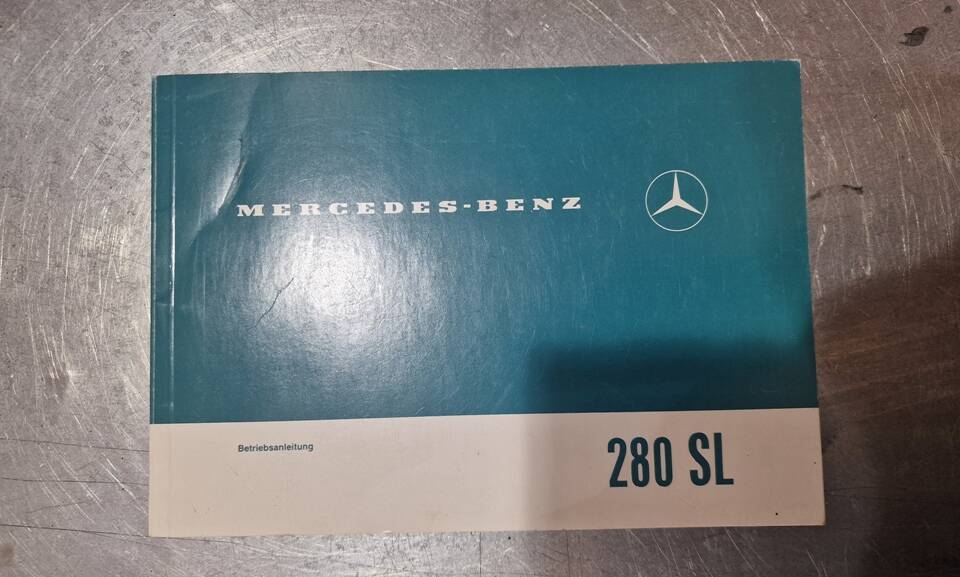 MERCEDES-BENZ
Betriebsanleitung
280 SL